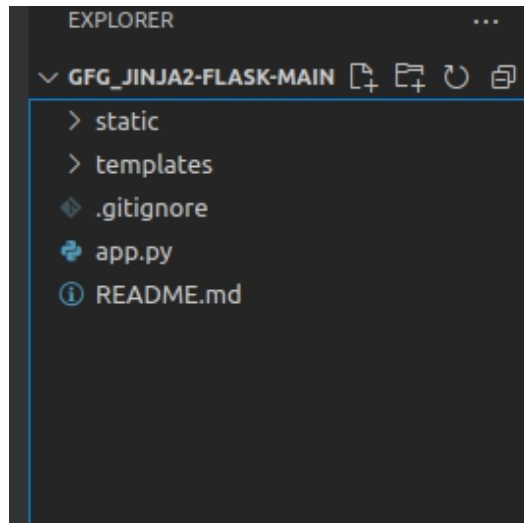 EXPLORER
GFG_JINJA2-FLASK-MAIN
static
templates
.gitignore
app.py
README.md